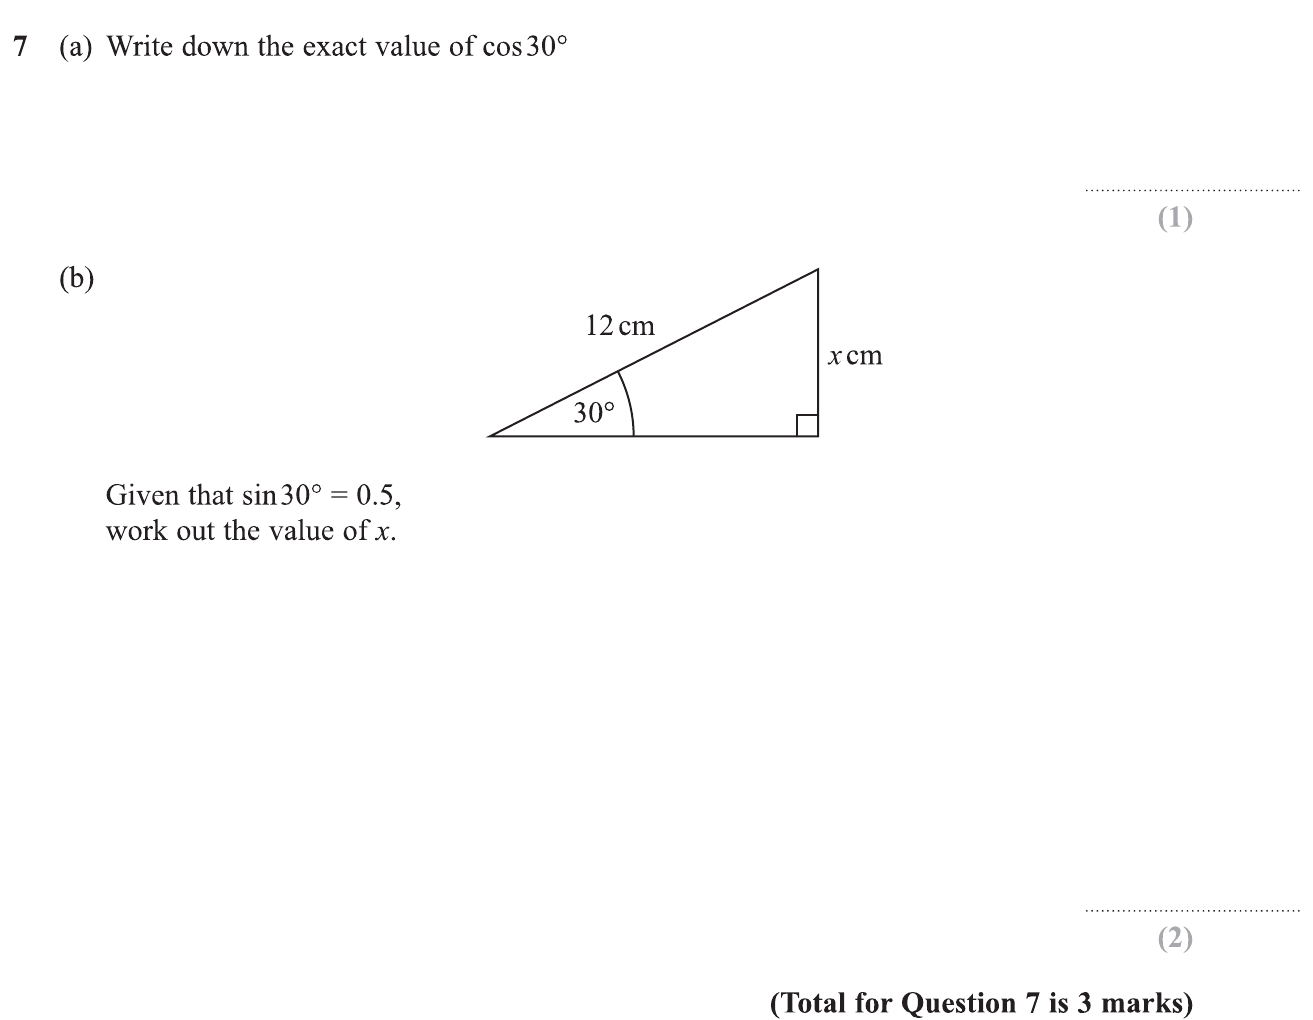 7 (a) Write down the exact value of cos 30°
(1)
(b)
12 cm
x cm
30°
Given that sin 30° = 0.5,
work out the value of x.
(2)
(Total for Question 7 is 3 marks)